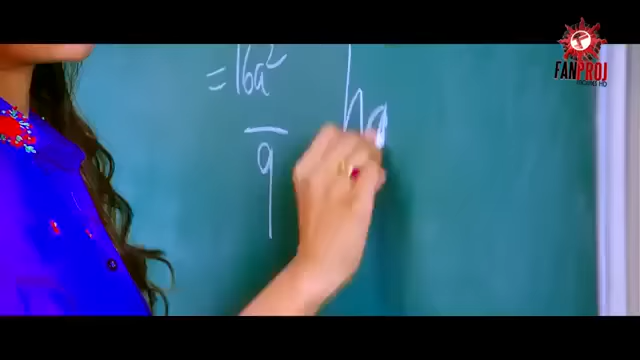 = 16a²
9
ha
FANPROJ